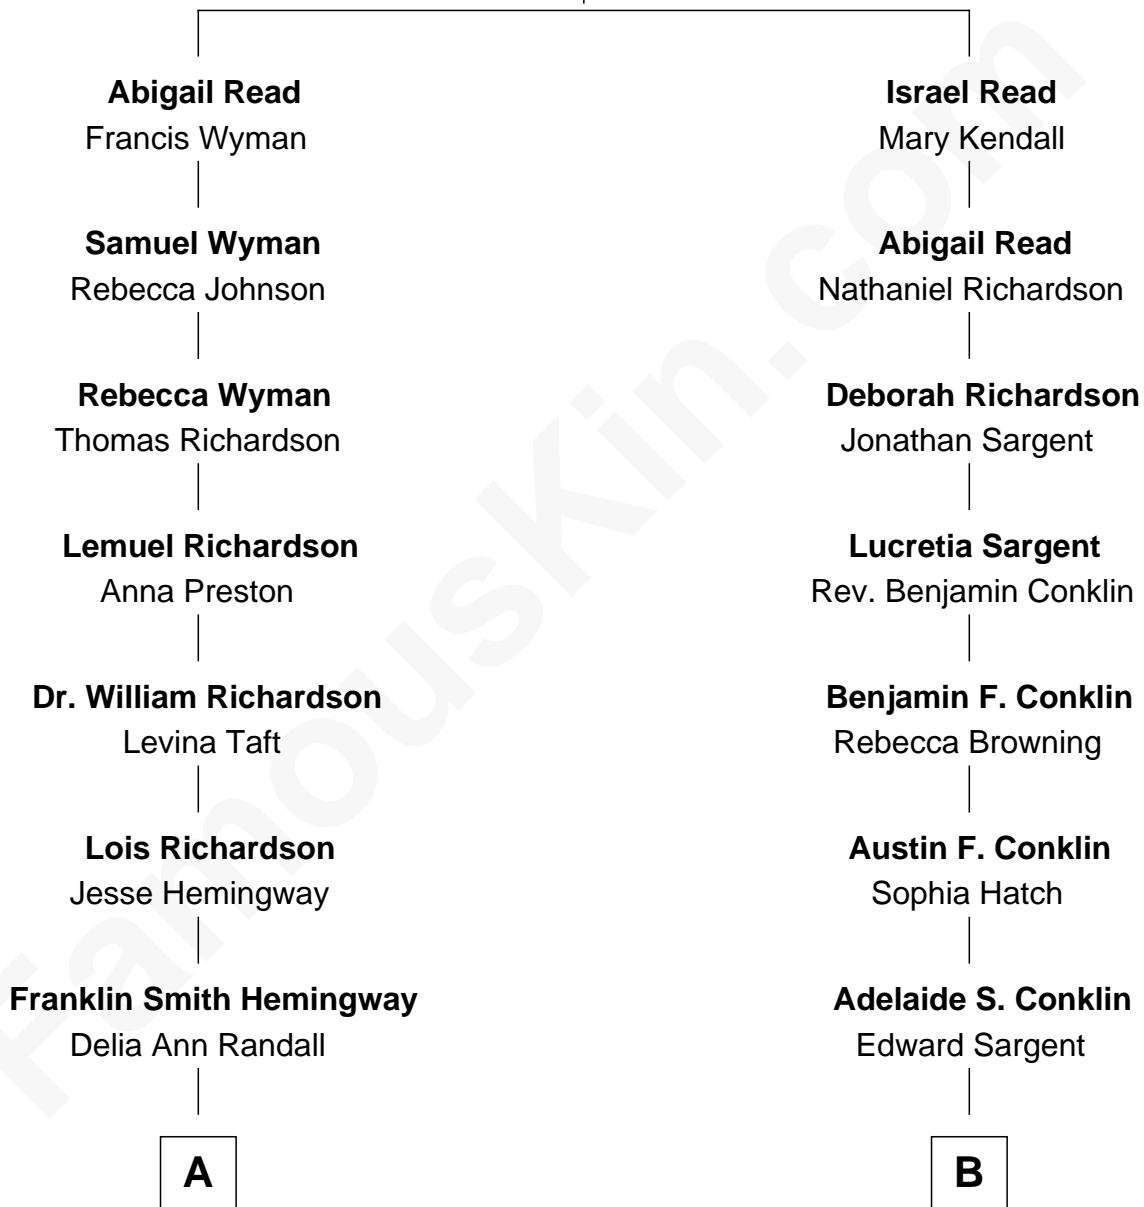 Abigail Read
Francis Wyman
Samuel Wyman
Rebecca Johnson
Rebecca Wyman
Thomas Richardson
Lemuel Richardson
Anna Preston
Dr. William Richardson
Levina Taft
Lois Richardson
Jesse Hemingway
Franklin Smith Hemingway
Delia Ann Randall
A
Israel Read
Mary Kendall
Abigail Read
Nathaniel Richardson
Deborah Richardson
Jonathan Sargent
Lucretia Sargent
Rev. Benjamin Conklin
Benjamin F. Conklin
Rebecca Browning
Austin F. Conklin
Sophia Hatch
Adelaide S. Conklin
Edward Sargent
B
FamousKin.com